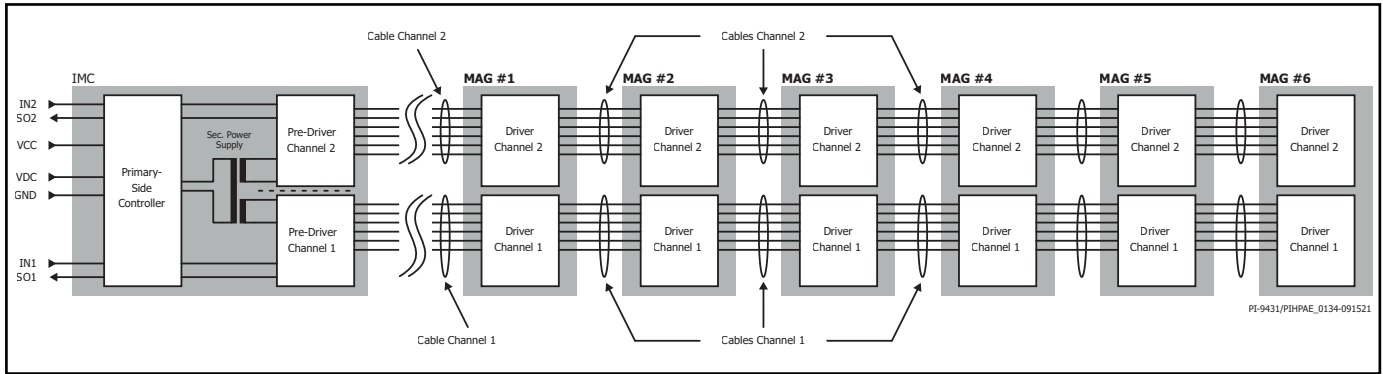 Cable Channel 2
Cables Channel 2
IMC
MAG #1
MAG #2
MAG #3
MAG #4
MAG #5
MAG #6
IN2
SO2
VCC
VDC
GND
IN1
SO1
Primary-
Side
Controller
Sec. Power
Supply
Pre-Driver
Channel 2
Driver
Channel 2
Driver
Channel 2
Driver
Channel 2
Driver
Channel 2
Driver
Channel 2
Driver
Channel 2
Pre-Driver
Channel 1
Driver
Channel 1
Driver
Channel 1
Driver
Channel 1
Driver
Channel 1
Driver
Channel 1
Driver
Channel 1
PI-9431/PIHPAE_0134-091521
Cable Channel 1
Cables Channel 1